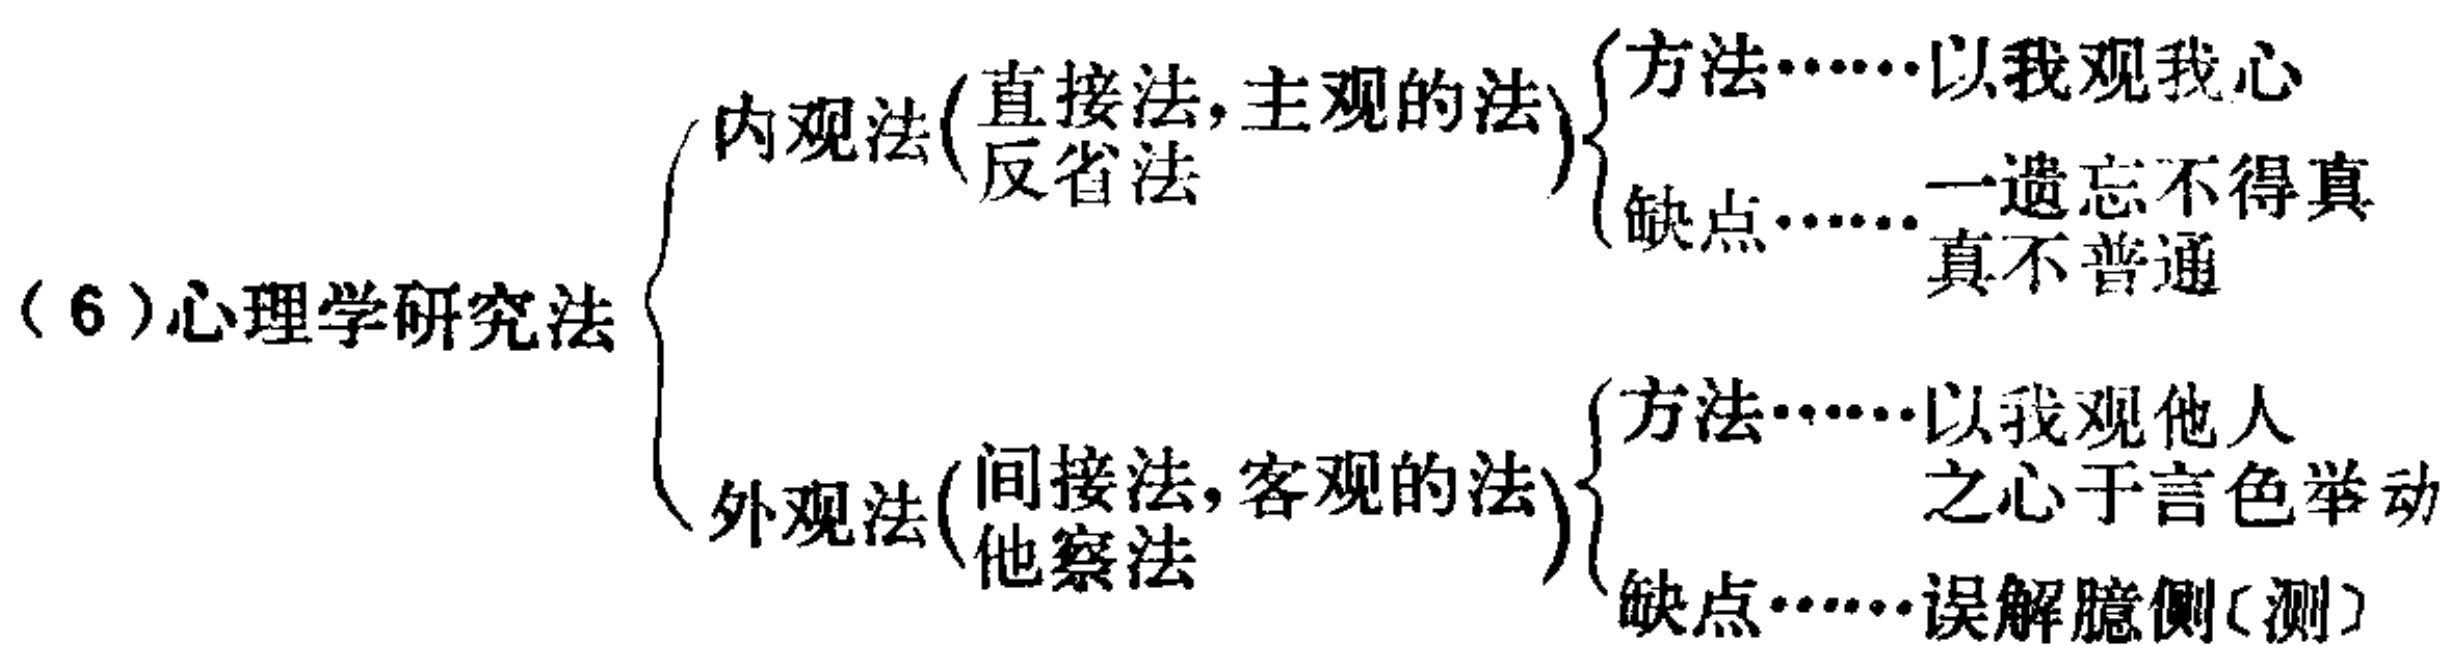 (6)心理学研究法
内观法(直接法,主观的法
反省法)
方法……以我观我心
缺点……一遗忘不得真
真不普通
外观法(间接法,客观的法
他察法)
方法……以我观他人
之心于言色举动
缺点……误解臆侧〔测〕